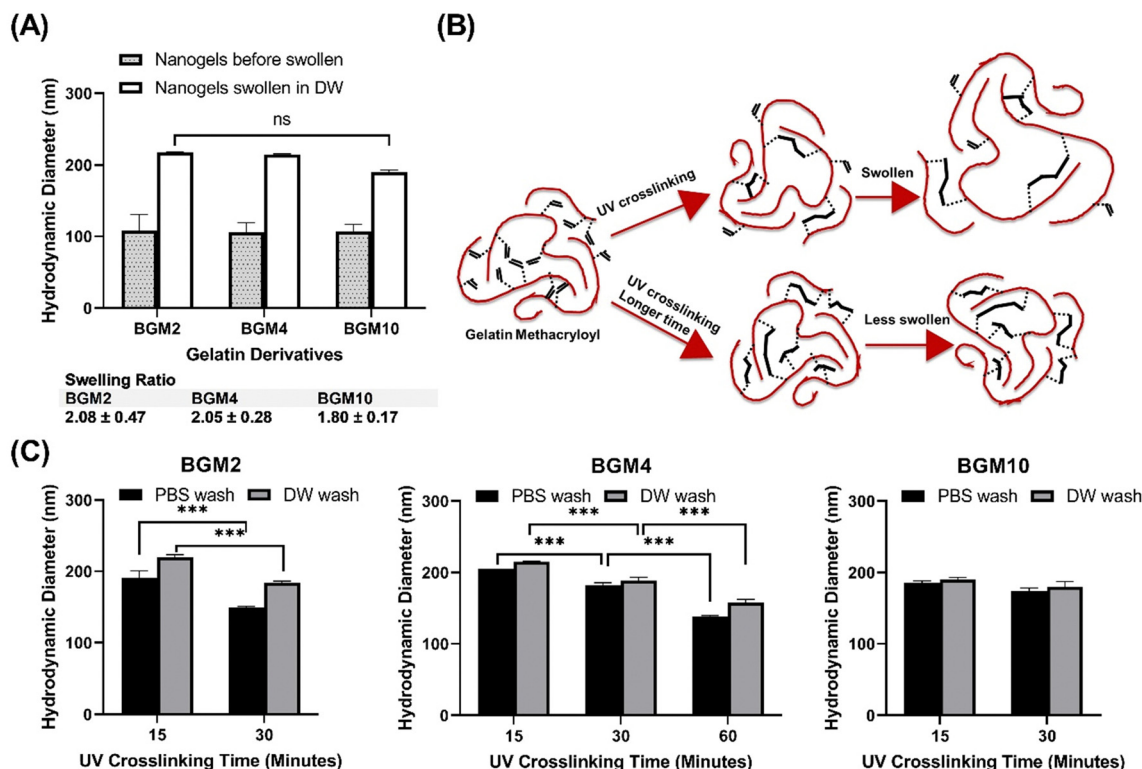 (A)
Nanogels before swollen
Nanogels swollen in DW
Hydrodynamic Diameter (nm)
300
200
100
0
ns
BGM2 BGM4 BGM10
Gelatin Derivatives
Swelling Ratio
BGM2 BGM4 BGM10
2.08 ± 0.47 2.05 ± 0.28 1.80 ± 0.17
(B)
Gelatin Methacryloyl
UV crosslinking
Swollen
UV crosslinking
Longer time
Less swollen
(C)
BGM2
PBS wash DW wash
Hydrodynamic Diameter (nm)
300
200
100
0
***
***
15 30
UV Crosslinking Time (Minutes)
BGM4
PBS wash DW wash
Hydrodynamic Diameter (nm)
300
200
100
0
*** ***
*** ***
15 30 60
UV Crosslinking Time (Minutes)
BGM10
PBS wash DW wash
Hydrodynamic Diameter (nm)
300
200
100
0
15 30
UV Crosslinking Time (Minutes)